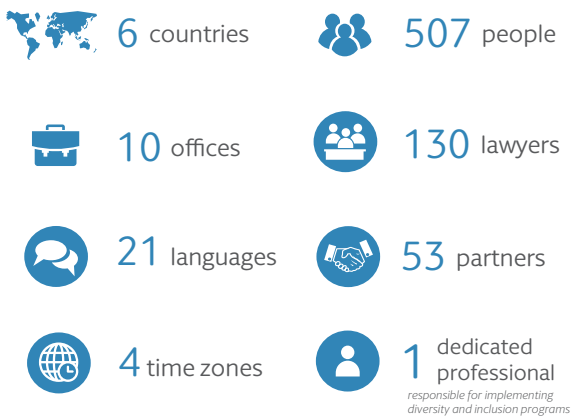 6 countries
507 people
10 offices
130 lawyers
21 languages
53 partners
4 time zones
1 dedicated
professional
responsible for implementing
diversity and inclusion programs